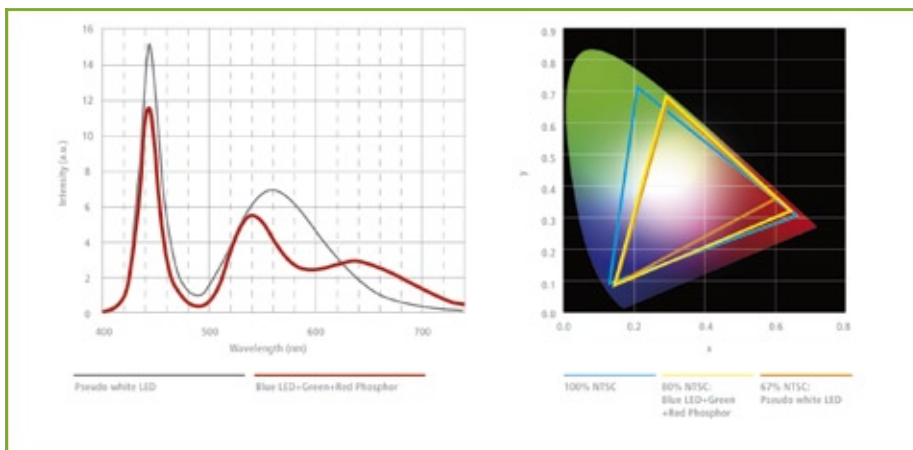 16
14
12
10
8
6
4
2
0
Intensity (a.u.)
400
500
600
700
Wavelength (nm)
Pseudo white LED
Blue LED+Green+Red Phosphor
0.9
0.8
0.7
0.6
0.5
0.4
0.3
0.2
0.1
0.0
y
0.0
0.2
0.4
0.6
0.8
x
100% NTSC
80% NTSC:
Blue LED+Green
+Red Phosphor
67% NTSC:
Pseudo white LED